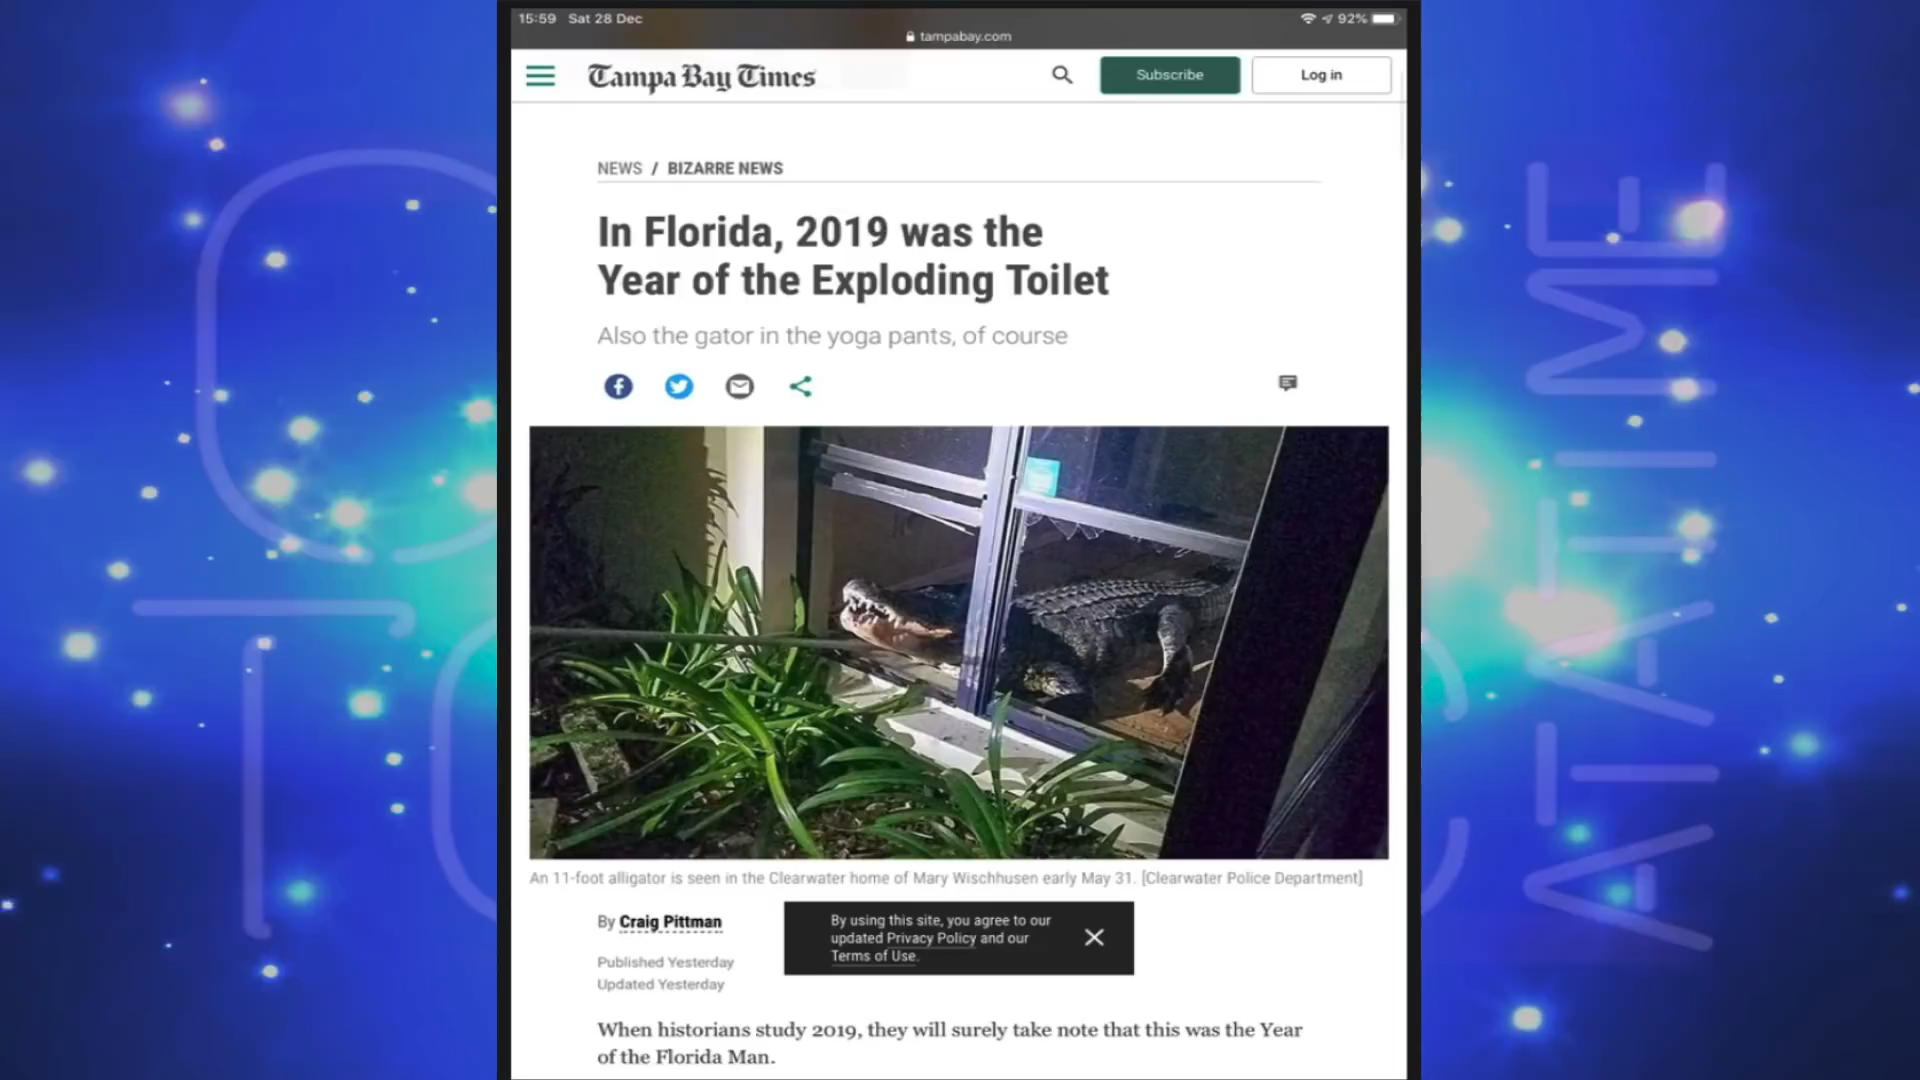 15:59 Sat 28 Dec
92%
tampabay.com
Tampa Bay Times
Subscribe
Log in
NEWS / BIZARRE NEWS
In Florida, 2019 was the
Year of the Exploding Toilet
Also the gator in the yoga pants, of course
An 11-foot alligator is seen in the Clearwater home of Mary Wischhusen early May 31. [Clearwater Police Department]
By Craig Pittman
Published Yesterday
Updated Yesterday
By using this site, you agree to our
updated Privacy Policy and our
Terms of Use.
When historians study 2019, they will surely take note that this was the Year
of the Florida Man.